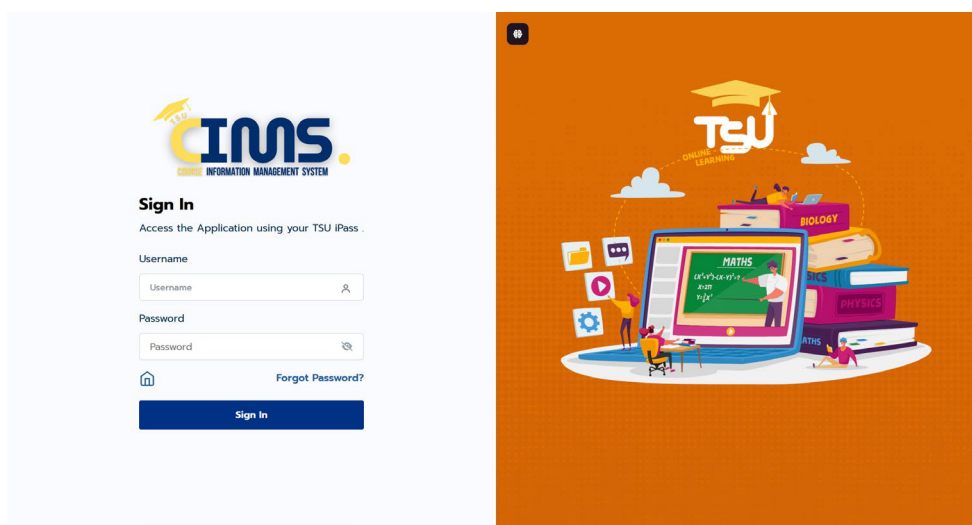 TSU
CIMS.
COURSE INFORMATION MANAGEMENT SYSTEM
Sign In
Access the Application using your TSU iPass .
Username
Username
Password
Password
Forgot Password?
Sign In
TSU
ONLINE
LEARNING
BIOLOGY
MATHS
X=2π
PHYSICS
MATHS